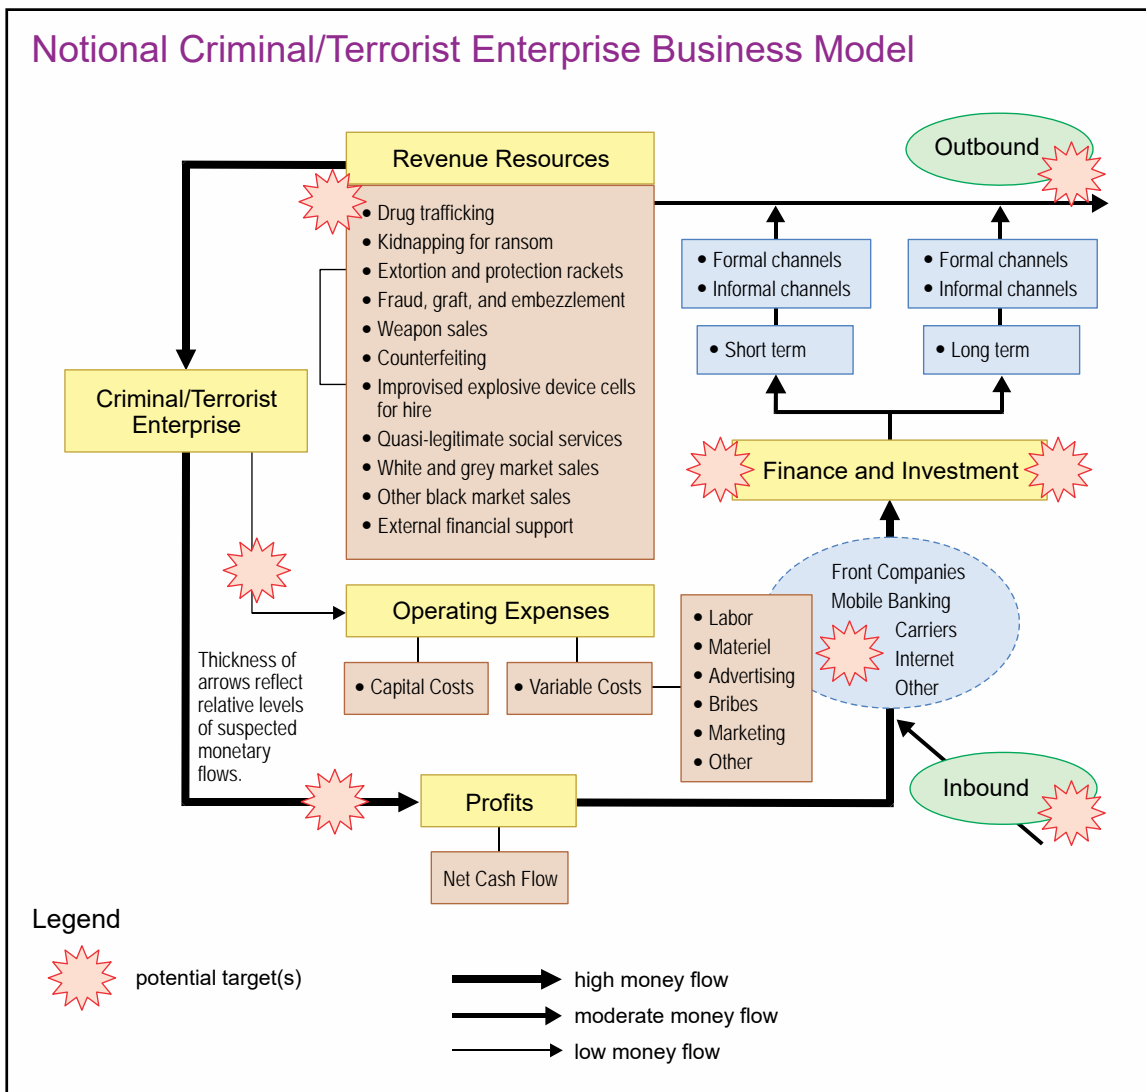 Notional Criminal/Terrorist Enterprise Business Model
Revenue Resources
• Drug trafficking
• Kidnapping for ransom
• Extortion and protection rackets
• Fraud, graft, and embezzlement
• Weapon sales
• Counterfeiting
• Improvised explosive device cells
for hire
• Quasi-legitimate social services
• White and grey market sales
• Other black market sales
• External financial support
Outbound
• Formal channels
• Informal channels
• Formal channels
• Informal channels
• Short term
• Long term
Criminal/Terrorist
Enterprise
Finance and Investment
Front Companies
Mobile Banking
Carriers
Internet
Other
Operating Expenses
• Capital Costs
• Variable Costs
• Labor
• Materiel
• Advertising
• Bribes
• Marketing
• Other
Thickness of
arrows reflect
relative levels
of suspected
monetary
flows.
Profits
Net Cash Flow
Inbound
Legend
potential target(s)
high money flow
moderate money flow
low money flow